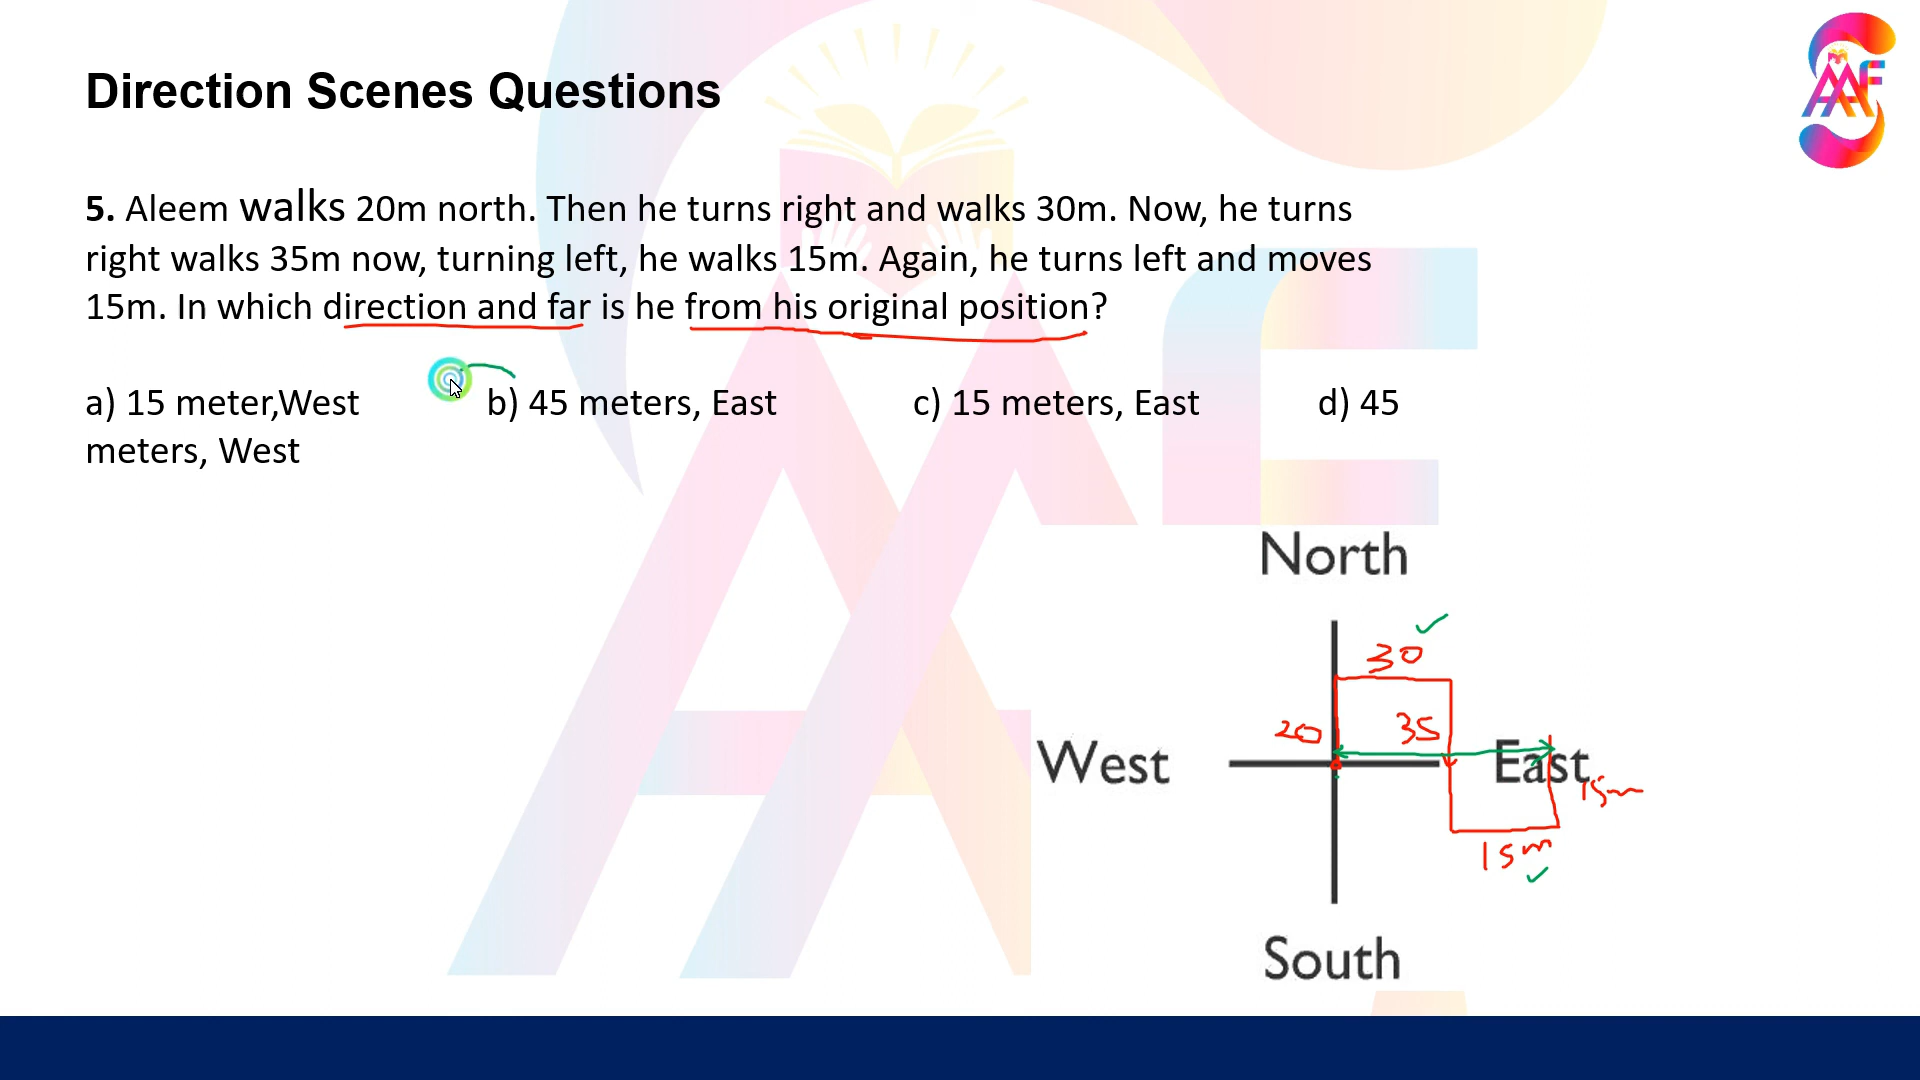 Direction Scenes Questions
5. Aleem walks 20m north. Then he turns right and walks 30m. Now, he turns
right walks 35m now, turning left, he walks 15m. Again, he turns left and moves
15m. In which direction and far is he from his original position?
a) 15 meter,West b) 45 meters, East c) 15 meters, East d) 45
meters, West
North
30
20
35
West
East
15m
15m
South